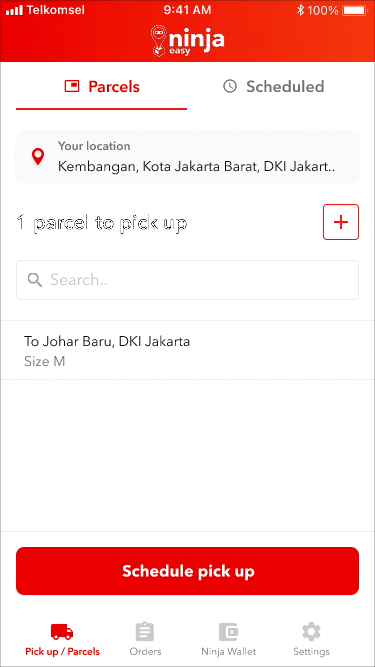 Telkomsel 9:41 AM 100%
ninja
easy
Parcels Scheduled
Your location
Kembangan, Kota Jakarta Barat, DKI Jakart..
1 parcel to pick up
Search..
To Johar Baru, DKI Jakarta
Size M
Schedule pick up
Pick up / Parcels Orders Ninja Wallet Settings